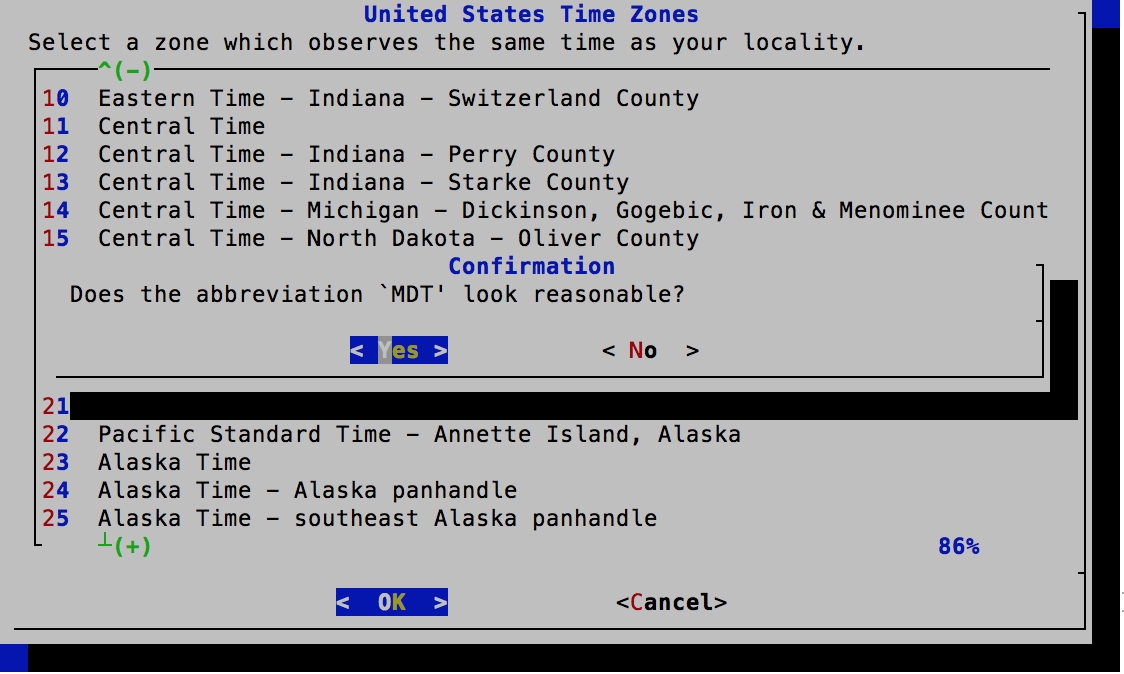 United States Time Zones
Select a zone which observes the same time as your locality.
^(-)
10 Eastern Time - Indiana - Switzerland County
11 Central Time
12 Central Time - Indiana - Perry County
13 Central Time - Indiana - Starke County
14 Central Time - Michigan - Dickinson, Gogebic, Iron & Menominee Count
15 Central Time - North Dakota - Oliver County
Confirmation
Does the abbreviation `MDT' look reasonable?
< Yes > < No >
21
22 Pacific Standard Time - Annette Island, Alaska
23 Alaska Time
24 Alaska Time - Alaska panhandle
25 Alaska Time - southeast Alaska panhandle
┴(+) 86%
< OK > <Cancel>